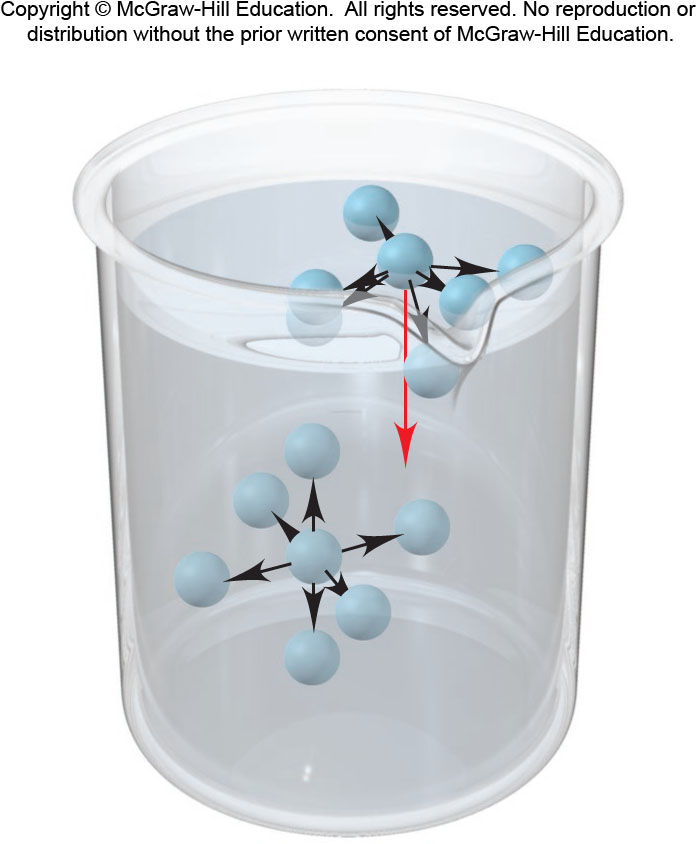 Copyright © McGraw-Hill Education.  All rights reserved. No reproduction or
distribution without the prior written consent of McGraw-Hill Education.